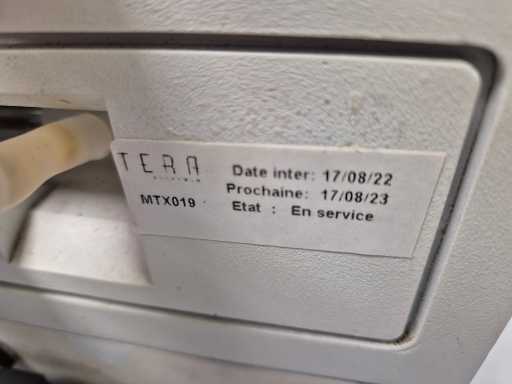 TERA
Date inter: 17/08/22
Prochaine: 17/08/23
MTX019
Etat : En service